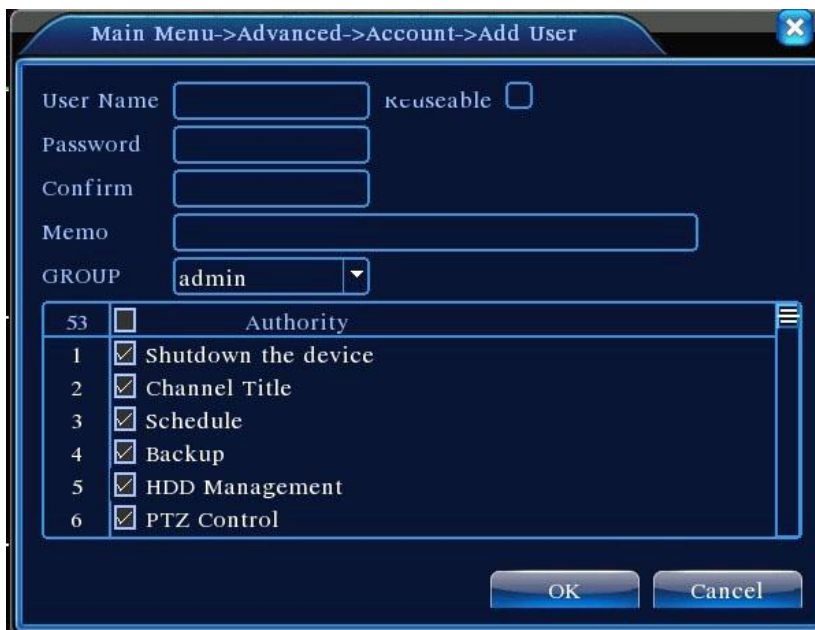 Main Menu->Advanced->Account->Add User
User Name Reuseable
Password
Confirm
Memo
GROUP admin
53 Authority
1 Shutdown the device
2 Channel Title
3 Schedule
4 Backup
5 HDD Management
6 PTZ Control
OK Cancel